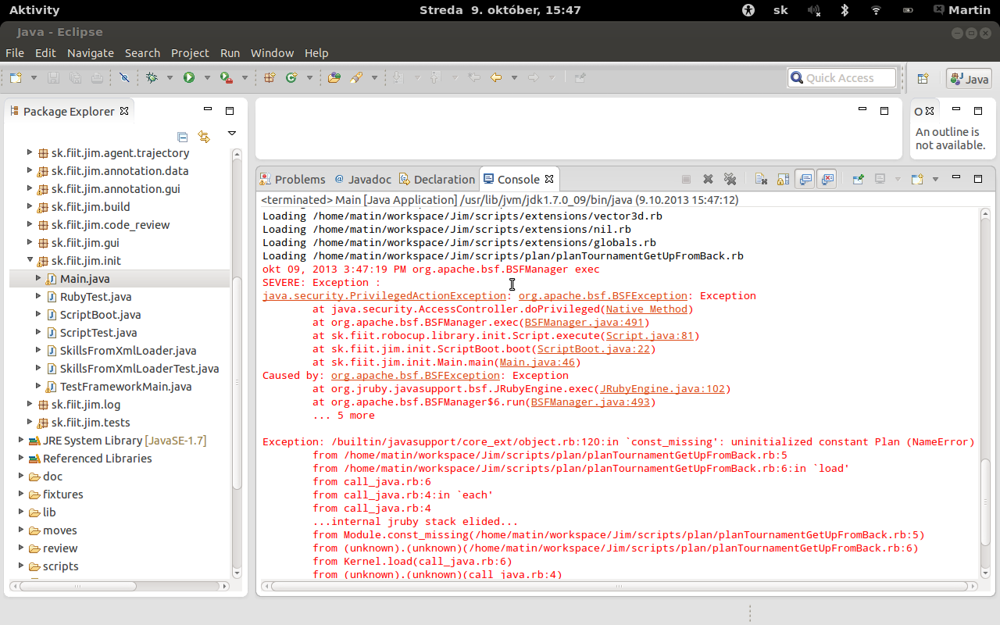 Aktivity
Streda 9. október, 15:47
sk
Martin
Java - Eclipse
File Edit Navigate Search Project Run Window Help
Quick Access
Java
Package Explorer
sk.fiit.jim.agent.trajectory
sk.fiit.jim.annotation.data
sk.fiit.jim.annotation.gui
sk.fiit.jim.build
sk.fiit.jim.code_review
sk.fiit.jim.gui
sk.fiit.jim.init
Main.java
RubyTest.java
ScriptBoot.java
ScriptTest.java
SkillsFromXmlLoader.java
SkillsFromXmlLoaderTest.java
TestFrameworkMain.java
sk.fiit.jim.log
sk.fiit.jim.tests
JRE System Library [JavaSE-1.7]
Referenced Libraries
doc
fixtures
lib
moves
review
scripts
O
An outline is
not available.
Problems
@ Javadoc
Declaration
Console
<terminated> Main [Java Application] /usr/lib/jvm/jdk1.7.0_09/bin/java (9.10.2013 15:47:12)
Loading /home/matin/workspace/Jim/scripts/extensions/vector3d.rb
Loading /home/matin/workspace/Jim/scripts/extensions/nil.rb
Loading /home/matin/workspace/Jim/scripts/extensions/globals.rb
Loading /home/matin/workspace/Jim/scripts/plan/planTournamentGetUpFromBack.rb
okt 09, 2013 3:47:19 PM org.apache.bsf.BSFManager exec
SEVERE: Exception :
java.security.PrivilegedActionException: org.apache.bsf.BSFException: Exception
at java.security.AccessController.doPrivileged(Native Method)
at org.apache.bsf.BSFManager.exec(BSFManager.java:491)
at sk.fiit.robocup.library.init.Script.execute(Script.java:81)
at sk.fiit.jim.init.ScriptBoot.boot(ScriptBoot.java:22)
at sk.fiit.jim.init.Main.main(Main.java:46)
Caused by: org.apache.bsf.BSFException: Exception
at org.jruby.javasupport.bsf.JRubyEngine.exec(JRubyEngine.java:102)
at org.apache.bsf.BSFManager$6.run(BSFManager.java:493)
... 5 more
Exception: /builtin/javasupport/core_ext/object.rb:120:in `const_missing': uninitialized constant Plan (NameError)
from /home/matin/workspace/Jim/scripts/plan/planTournamentGetUpFromBack.rb:5
from /home/matin/workspace/Jim/scripts/plan/planTournamentGetUpFromBack.rb:6:in `load'
from call_java.rb:6
from call_java.rb:4:in `each'
from call_java.rb:4
...internal jruby stack elided...
from Module.const_missing(/home/matin/workspace/Jim/scripts/plan/planTournamentGetUpFromBack.rb:5)
from (unknown).(unknown)(/home/matin/workspace/Jim/scripts/plan/planTournamentGetUpFromBack.rb:6)
from Kernel.load(call_java.rb:6)
from (unknown).(unknown)(call_java.rb:4)